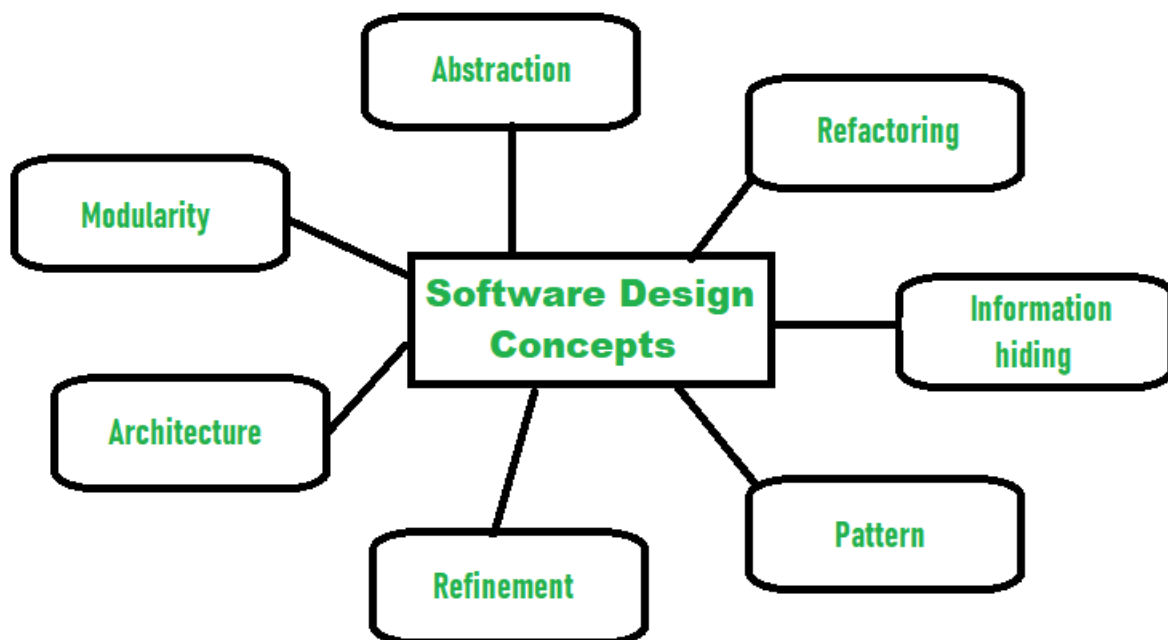 Abstraction
Refactoring
Modularity
Software Design
Concepts
Information
hiding
Architecture
Pattern
Refinement